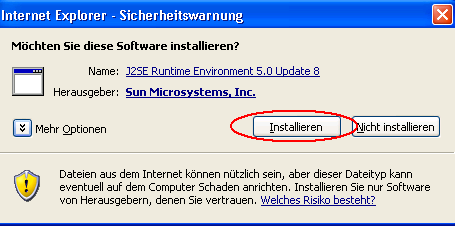 Internet Explorer - Sicherheitswarnung
Möchten Sie diese Software installieren?
Name: J2SE Runtime Environment 5.0 Update 8
Herausgeber: Sun Microsystems, Inc.
Mehr Optionen Installieren Nicht installieren
Dateien aus dem Internet können nützlich sein, aber dieser Dateityp kann
eventuell auf dem Computer Schaden anrichten. Installieren Sie nur Software
von Herausgebern, denen Sie vertrauen. Welches Risiko besteht?